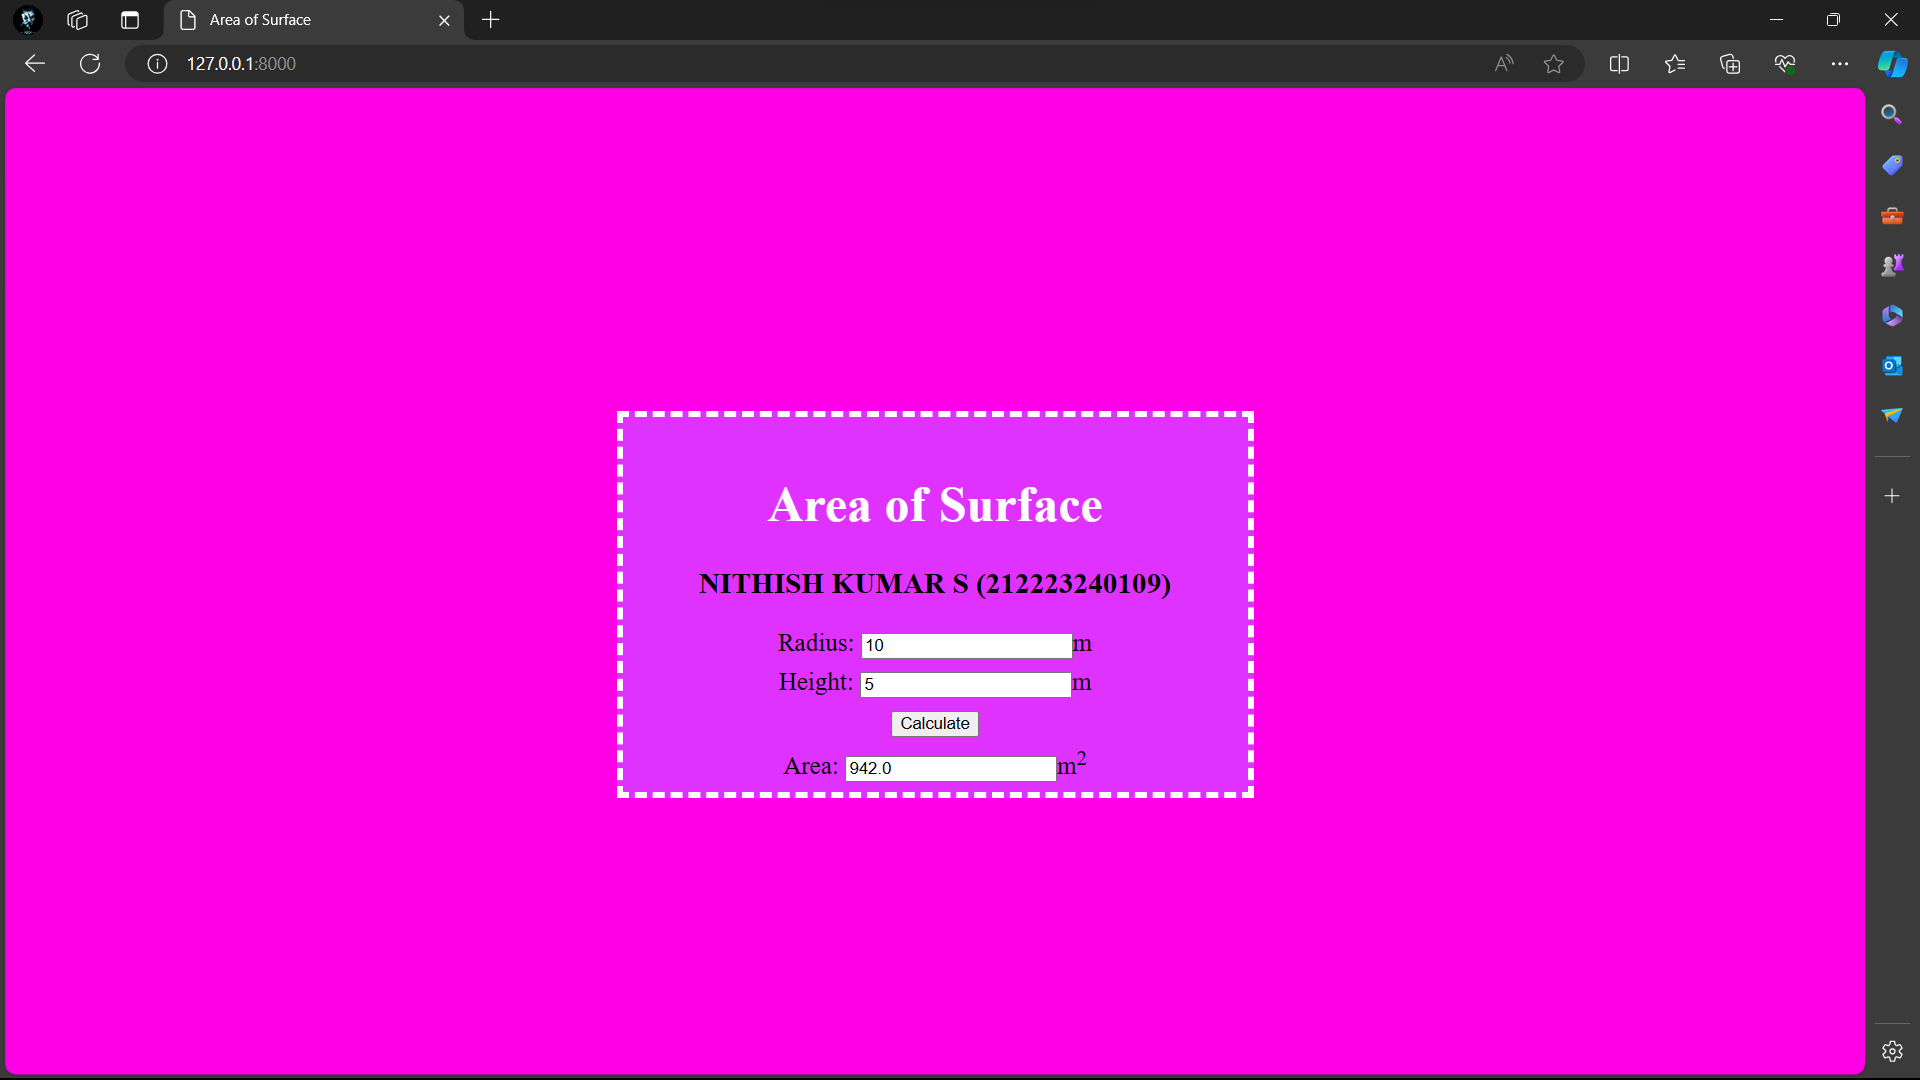 Area of Surface
127.0.0.1:8000
Area of Surface
NITHISH KUMAR S (212223240109)
Radius: 10 m
Height: 5 m
Calculate
Area: 942.0 m²